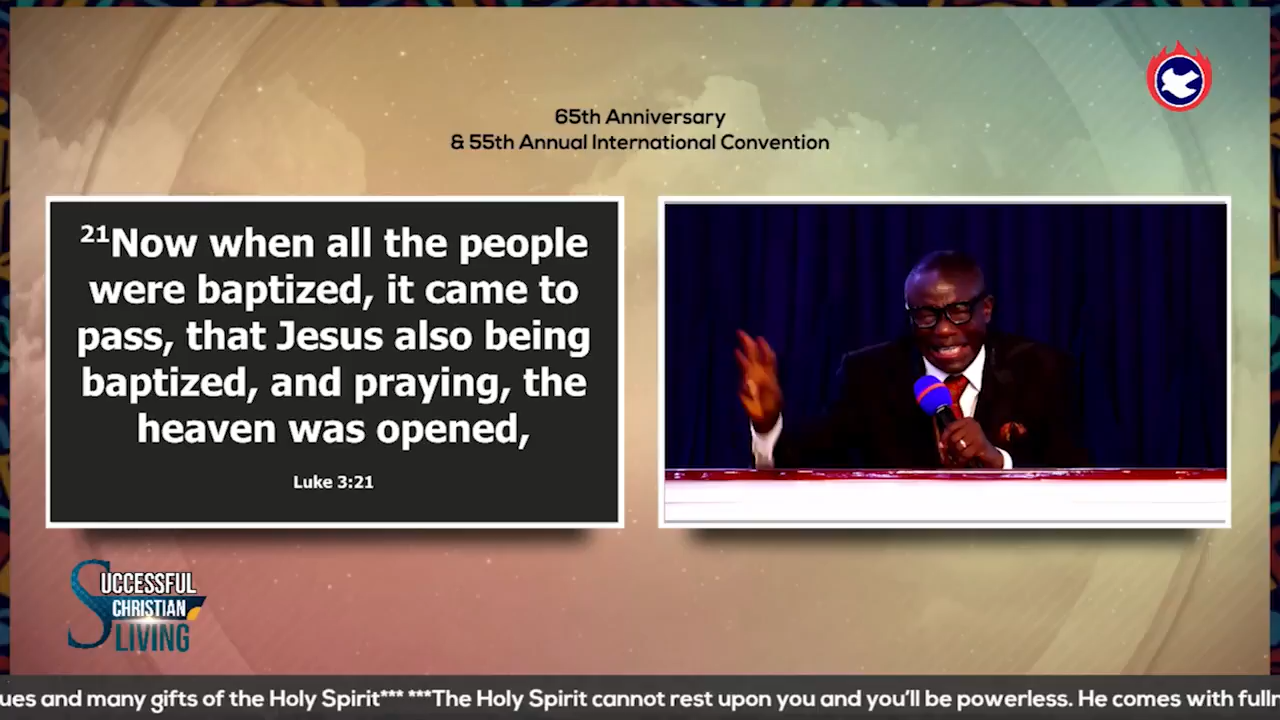 65th Anniversary
& 55th Annual International Convention
21Now when all the people
were baptized, it came to
pass, that Jesus also being
baptized, and praying, the
heaven was opened,
Luke 3:21
SUCCESSFUL
CHRISTIAN
LIVING
ues and many gifts of the Holy Spirit*** ***The Holy Spirit cannot rest upon you and you'll be powerless. He comes with fulln